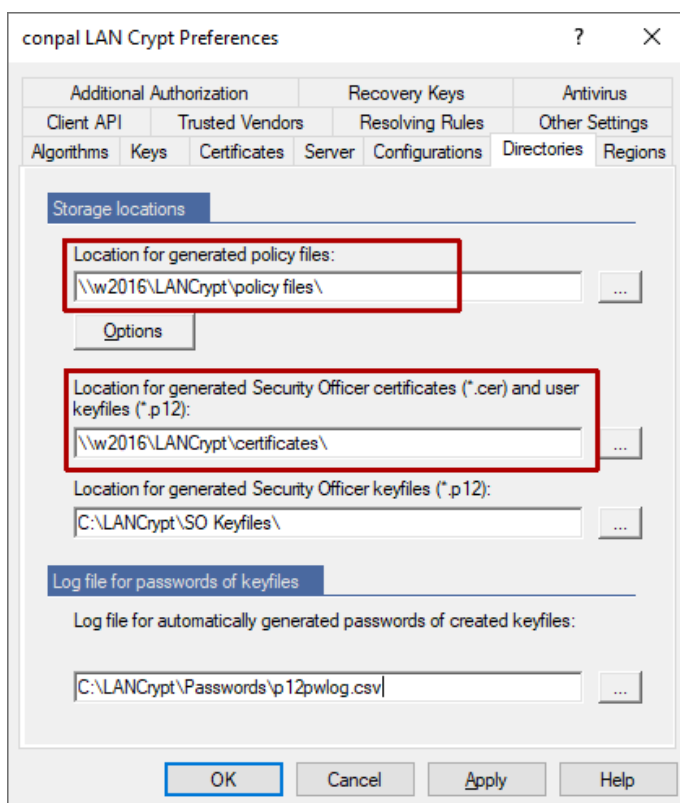 conpal LAN Crypt Preferences ? ×
Additional Authorization Recovery Keys Antivirus
Client API Trusted Vendors Resolving Rules Other Settings
Algorithms Keys Certificates Server Configurations Directories Regions
Storage locations
Location for generated policy files:
\\w2016\LANCrypt\policy files\ ...
Options
Location for generated Security Officer certificates (*.cer) and user
keyfiles (*.p12):
\\w2016\LANCrypt\certificates\ ...
Location for generated Security Officer keyfiles (*.p12):
C:\LANCrypt\SO Keyfiles\ ...
Log file for passwords of keyfiles
Log file for automatically generated passwords of created keyfiles:
C:\LANCrypt\Passwords\p12pwlog.csv ...
OK Cancel Apply Help